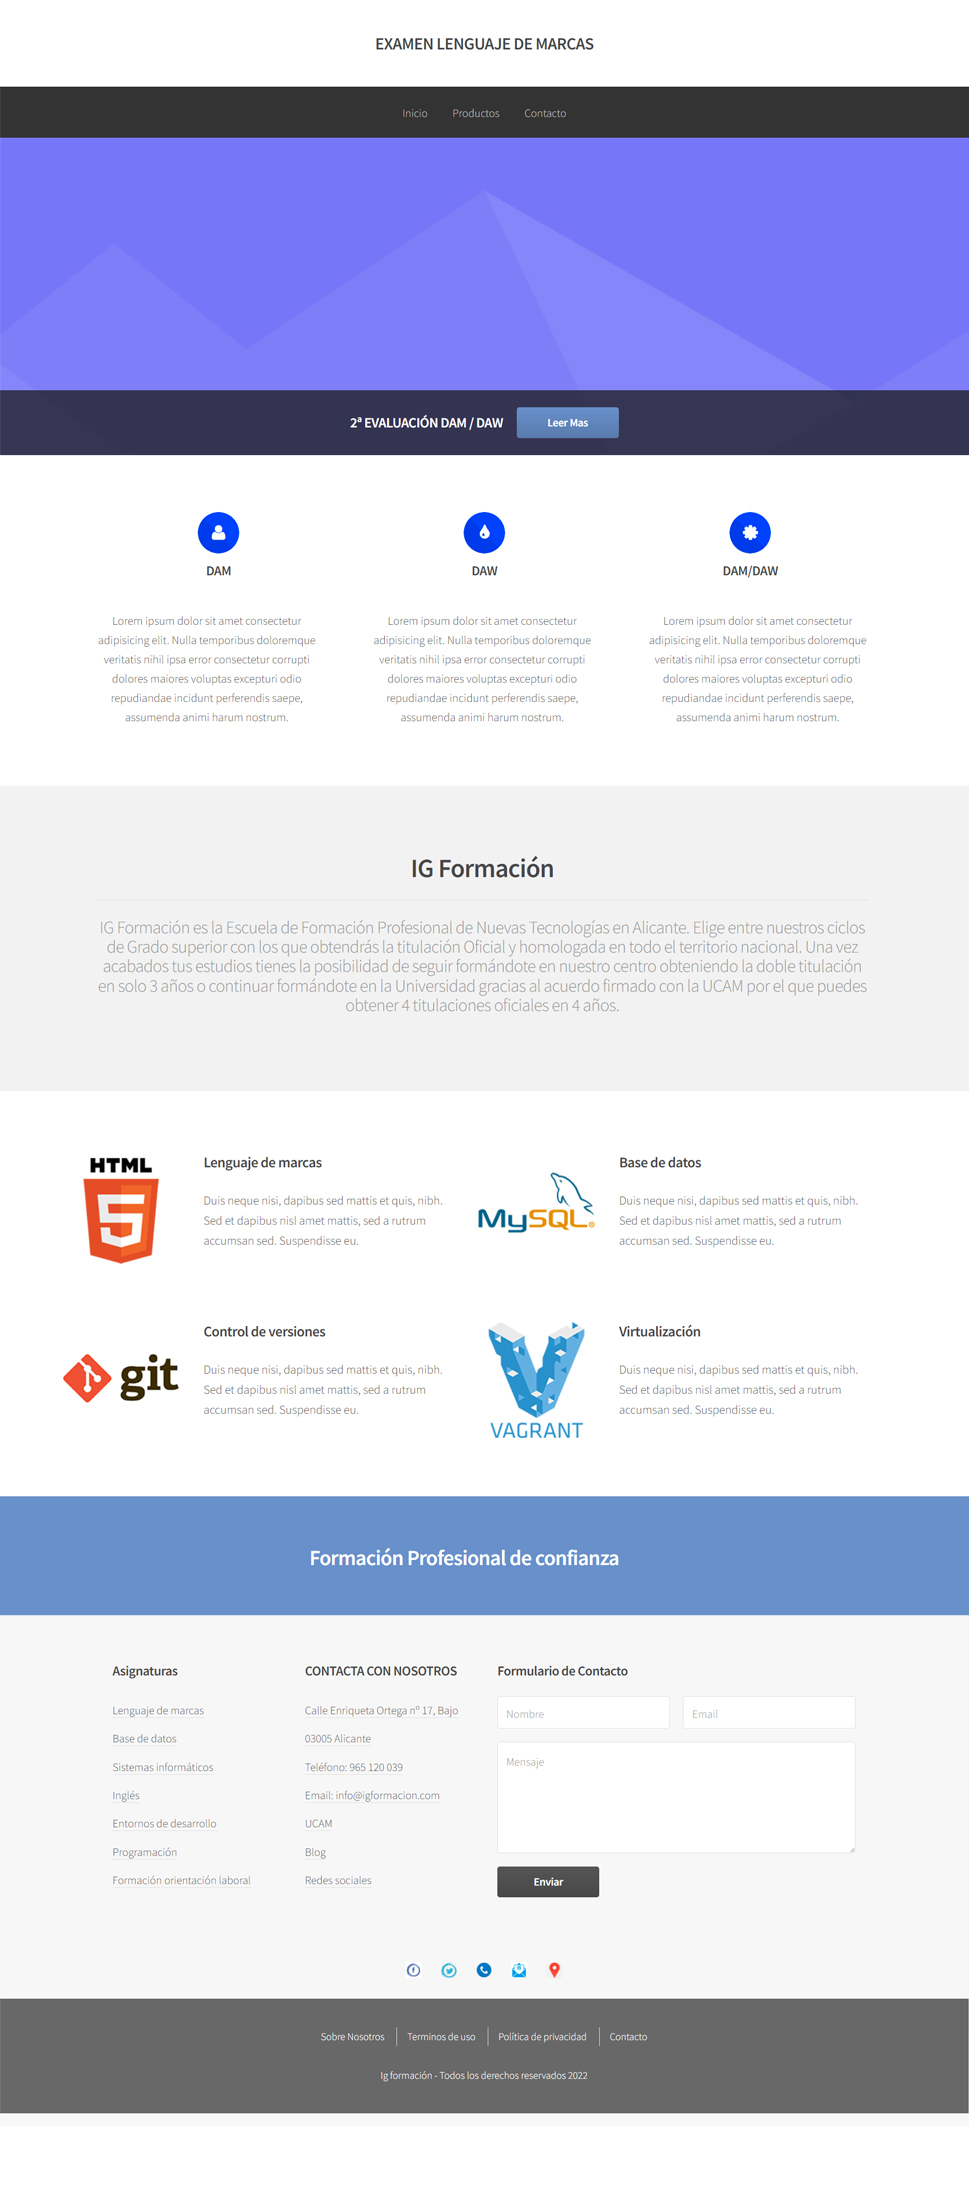 EXAMEN LENGUAJE DE MARCAS
Inicio Productos Contacto
2ª EVALUACIÓN DAM / DAW Leer Mas
DAM
Lorem ipsum dolor sit amet consectetur
adipisicing elit. Nulla temporibus doloremque
veritatis nihil ipsa error consectetur corrupti
dolores maiores voluptas excepturi odio
repudiandae incidunt perferendis saepe,
assumenda animi harum nostrum.
DAW
Lorem ipsum dolor sit amet consectetur
adipisicing elit. Nulla temporibus doloremque
veritatis nihil ipsa error consectetur corrupti
dolores maiores voluptas excepturi odio
repudiandae incidunt perferendis saepe,
assumenda animi harum nostrum.
DAM/DAW
Lorem ipsum dolor sit amet consectetur
adipisicing elit. Nulla temporibus doloremque
veritatis nihil ipsa error consectetur corrupti
dolores maiores voluptas excepturi odio
repudiandae incidunt perferendis saepe,
assumenda animi harum nostrum.
IG Formación
IG Formación es la Escuela de Formación Profesional de Nuevas Tecnologías en Alicante. Elige entre nuestros ciclos
de Grado superior con los que obtendrás la titulación Oficial y homologada en todo el territorio nacional. Una vez
acabados tus estudios tienes la posibilidad de seguir formándote en nuestro centro obteniendo la doble titulación
en solo 3 años o continuar formándote en la Universidad gracias al acuerdo firmado con la UCAM por el que puedes
obtener 4 titulaciones oficiales en 4 años.
HTML
5
Lenguaje de marcas
Duis neque nisi, dapibus sed mattis et quis, nibh.
Sed et dapibus nisl amet mattis, sed a rutrum
accumsan sed. Suspendisse eu.
MySQL®
Base de datos
Duis neque nisi, dapibus sed mattis et quis, nibh.
Sed et dapibus nisl amet mattis, sed a rutrum
accumsan sed. Suspendisse eu.
git
Control de versiones
Duis neque nisi, dapibus sed mattis et quis, nibh.
Sed et dapibus nisl amet mattis, sed a rutrum
accumsan sed. Suspendisse eu.
VAGRANT
Virtualización
Duis neque nisi, dapibus sed mattis et quis, nibh.
Sed et dapibus nisl amet mattis, sed a rutrum
accumsan sed. Suspendisse eu.
Formación Profesional de confianza
Asignaturas
Lenguaje de marcas
Base de datos
Sistemas informáticos
Inglés
Entornos de desarrollo
Programación
Formación orientación laboral
CONTACTA CON NOSOTROS
Calle Enriqueta Ortega nº 17, Bajo
03005 Alicante
Teléfono: 965 120 039
Email: info@igformacion.com
UCAM
Blog
Redes sociales
Formulario de Contacto
Nombre Email
Mensaje
Enviar
Sobre Nosotros Terminos de uso Política de privacidad Contacto
Ig formación - Todos los derechos reservados 2022